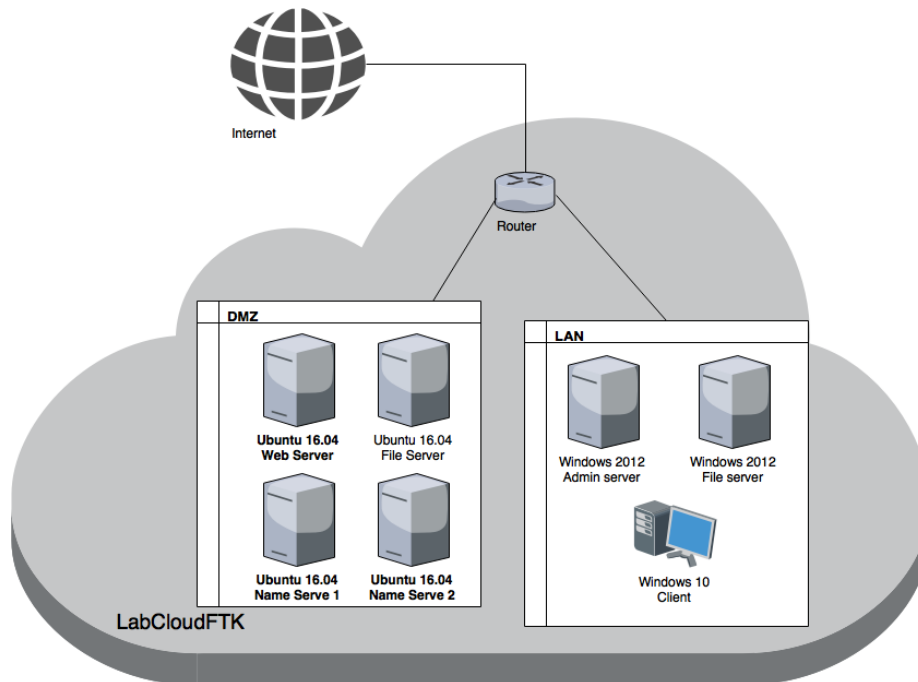 Internet
Router
DMZ
Ubuntu 16.04
Web Server
Ubuntu 16.04
File Server
Ubuntu 16.04
Name Serve 1
Ubuntu 16.04
Name Serve 2
LAN
Windows 2012
Admin server
Windows 2012
File server
Windows 10
Client
LabCloudFTK